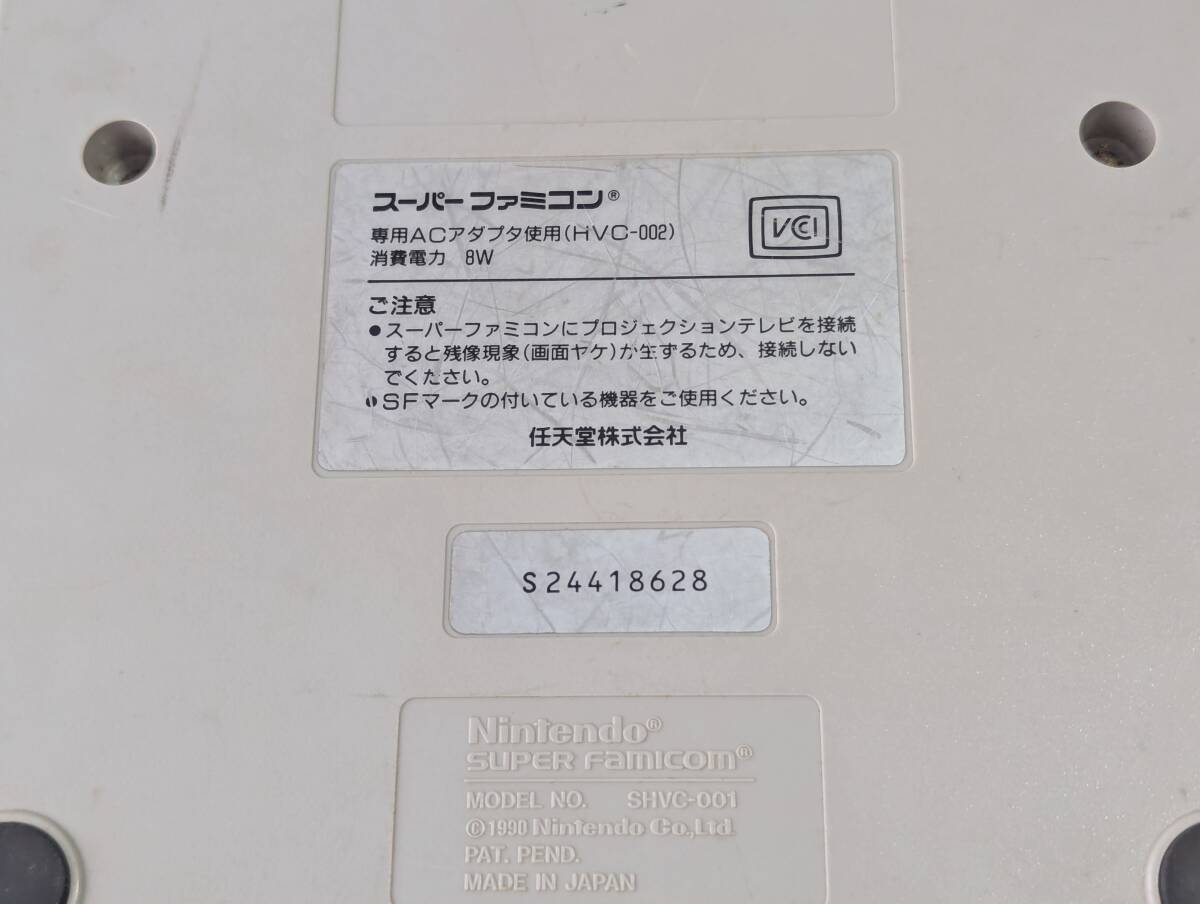 スーパーファミコン®
専用ACアダプタ使用(HVC-002)
消費電力 8W
VCCI
ご注意
●スーパーファミコンにプロジェクションテレビを接続
すると残像現象(画面ヤケ)が生ずるため、接続しない
でください。
●SFマークの付いている機器をご使用ください。
任天堂株式会社
S24418628
Nintendo®
SUPER FAMICOM®
MODEL NO. SHVC-001
©1990 Nintendo Co.,Ltd.
PAT. PEND.
MADE IN JAPAN